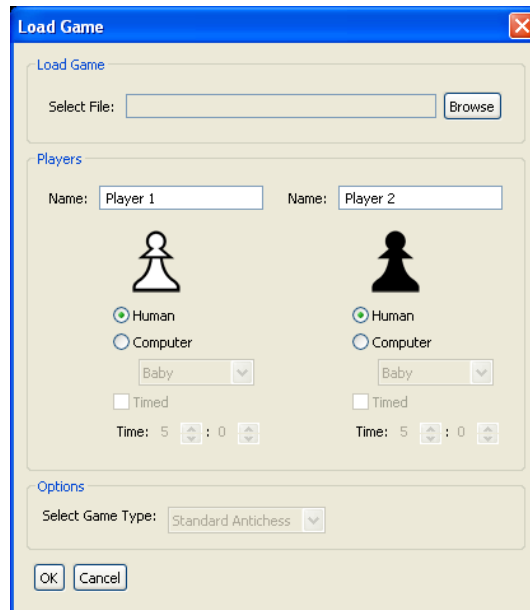 Load Game
Load Game
Select File: Browse
Players
Name: Player 1 Name: Player 2
Human Human
Computer Computer
Baby Baby
Timed Timed
Time: 5 : 0 Time: 5 : 0
Options
Select Game Type: Standard Antichess
OK Cancel